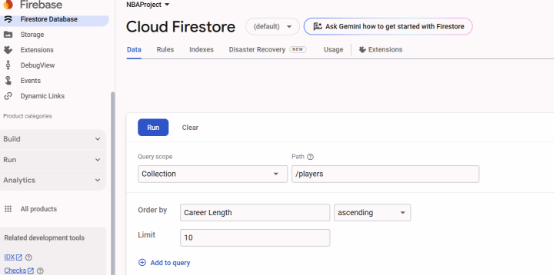 Firebase
Firestore Database
Storage
Extensions
DebugView
Events
Dynamic Links
Product categories
Build
Run
Analytics
All products
Related development tools
IDX
Checks
NBAProject
Cloud Firestore
(default)
Ask Gemini how to get started with Firestore
Data Rules Indexes Disaster Recovery NEW Usage Extensions
Run Clear
Query scope Path
Collection /players
Order by Career Length ascending
Limit 10
Add to query